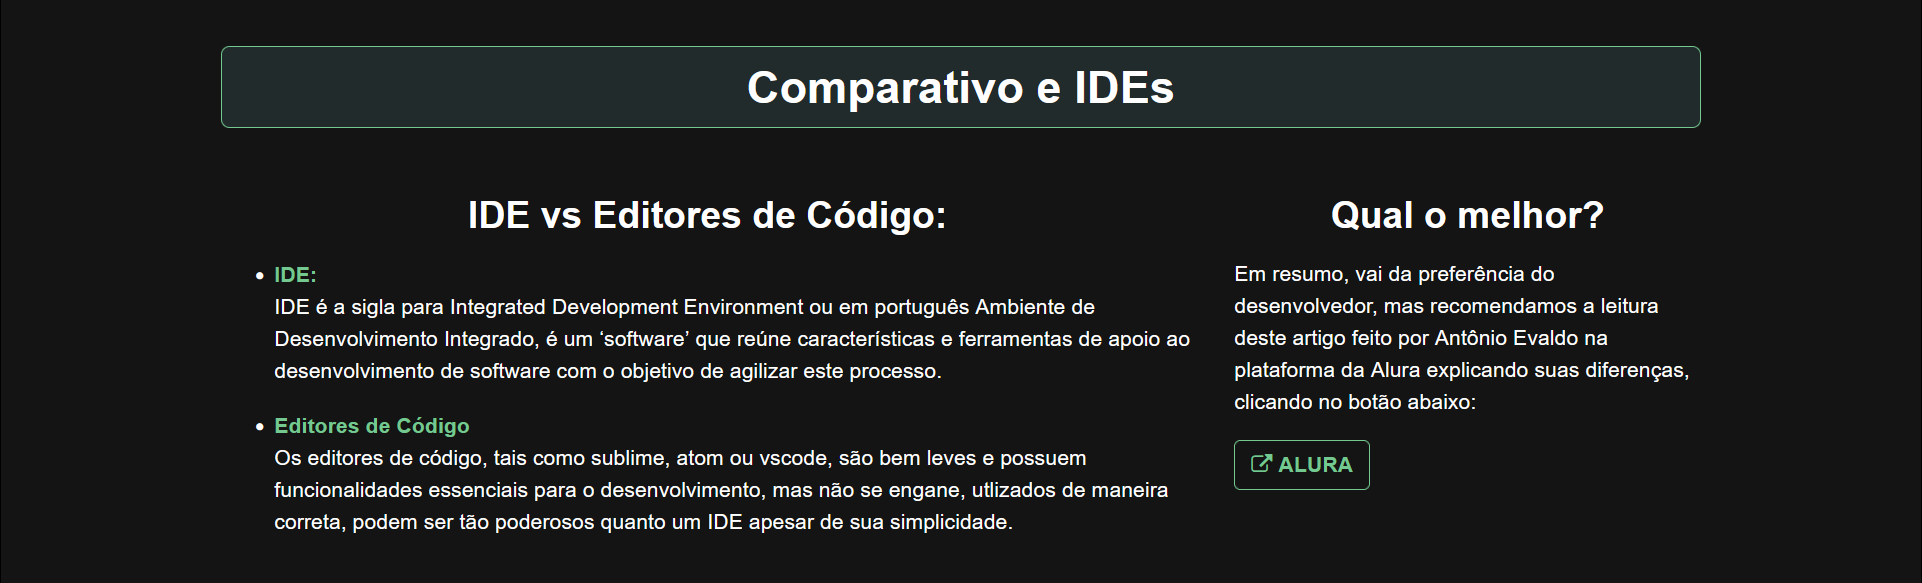 Comparativo e IDEs
IDE vs Editores de Código:
IDE:
IDE é a sigla para Integrated Development Environment ou em português Ambiente de
Desenvolvimento Integrado, é um ‘software’ que reúne características e ferramentas de apoio ao
desenvolvimento de software com o objetivo de agilizar este processo.
Editores de Código
Os editores de código, tais como sublime, atom ou vscode, são bem leves e possuem
funcionalidades essenciais para o desenvolvimento, mas não se engane, utlizados de maneira
correta, podem ser tão poderosos quanto um IDE apesar de sua simplicidade.
Qual o melhor?
Em resumo, vai da preferência do
desenvolvedor, mas recomendamos a leitura
deste artigo feito por Antônio Evaldo na
plataforma da Alura explicando suas diferenças,
clicando no botão abaixo:
ALURA